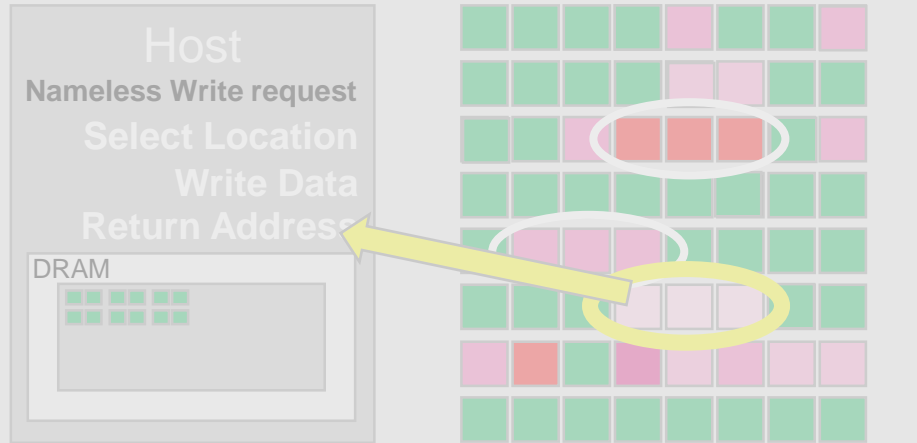 Host
Nameless Write request
Select Location
Write Data
Return Address
DRAM